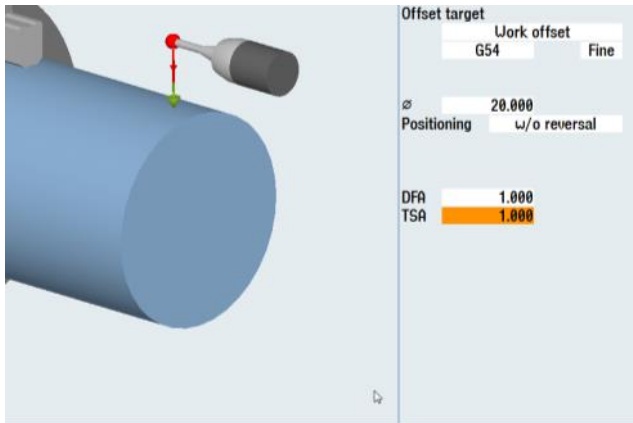 Offset target
Work offset
G54 Fine
⌀ 20.000
Positioning w/o reversal
DFA 1.000
TSA 1.000